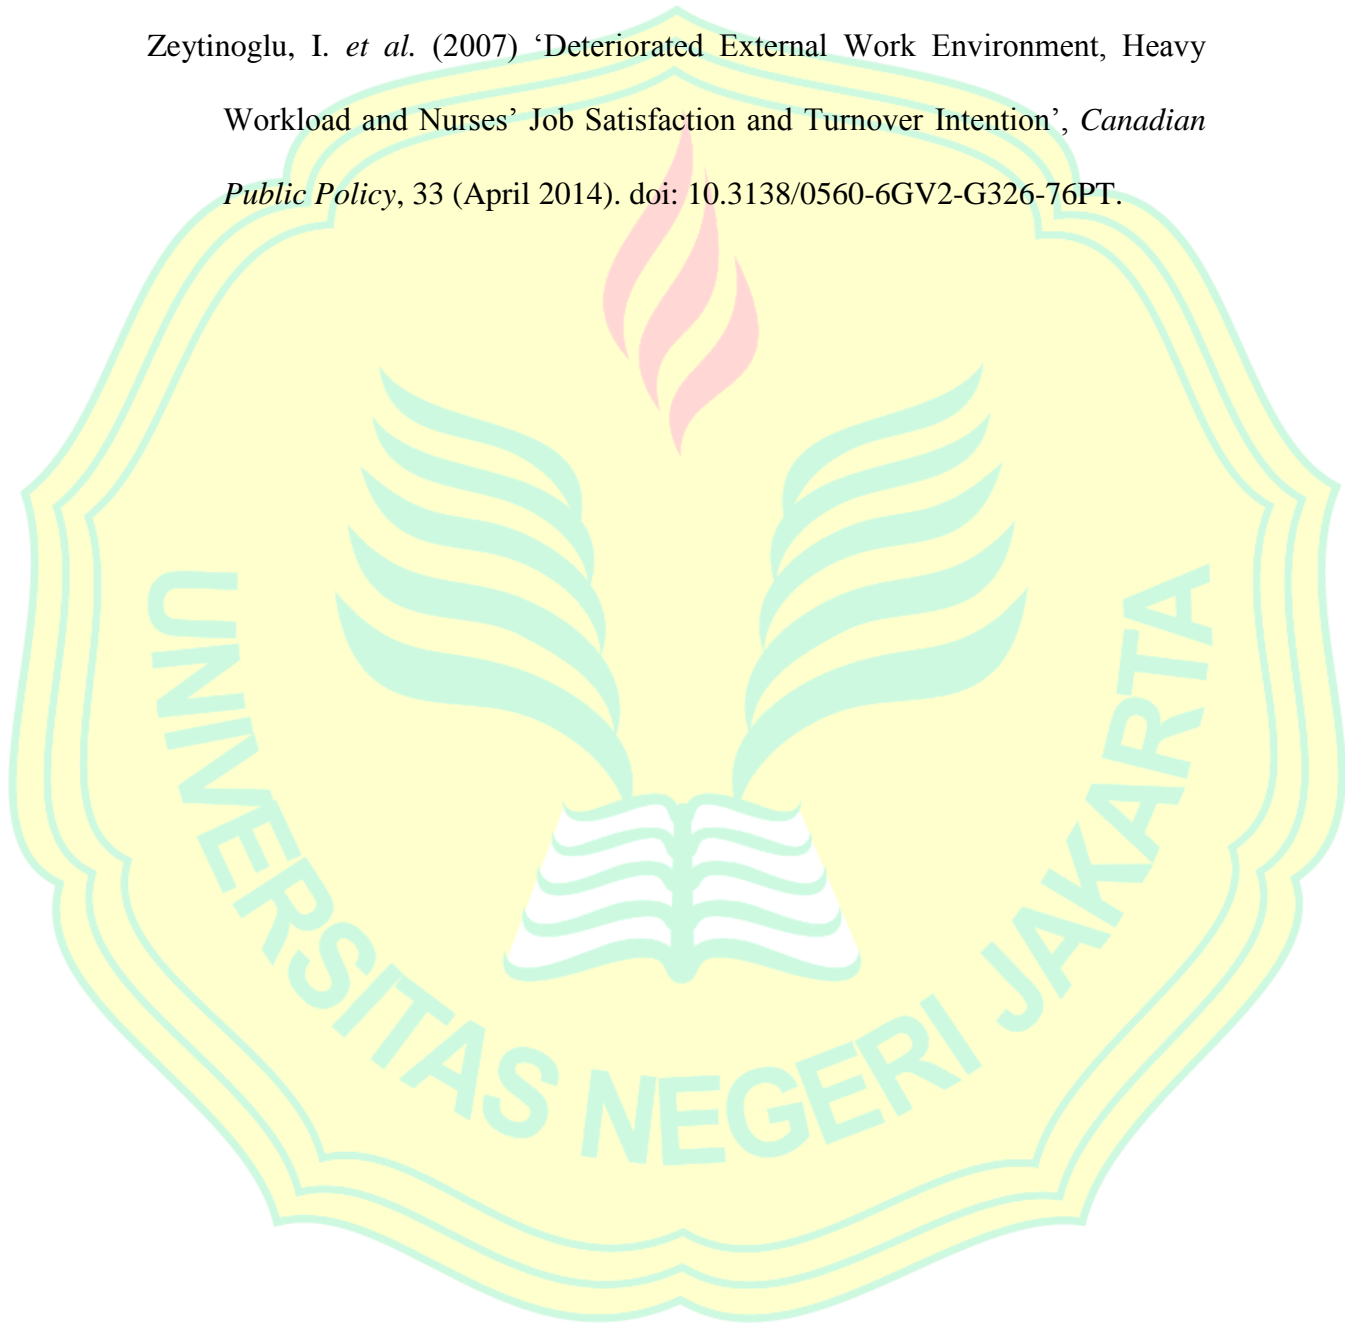 Zeytinoglu, I. et al. (2007) ‘Deteriorated External Work Environment, Heavy
Workload and Nurses’ Job Satisfaction and Turnover Intention’, Canadian
Public Policy, 33 (April 2014). doi: 10.3138/0560-6GV2-G326-76PT.
UNIVERSITAS NEGERI JAKARTA